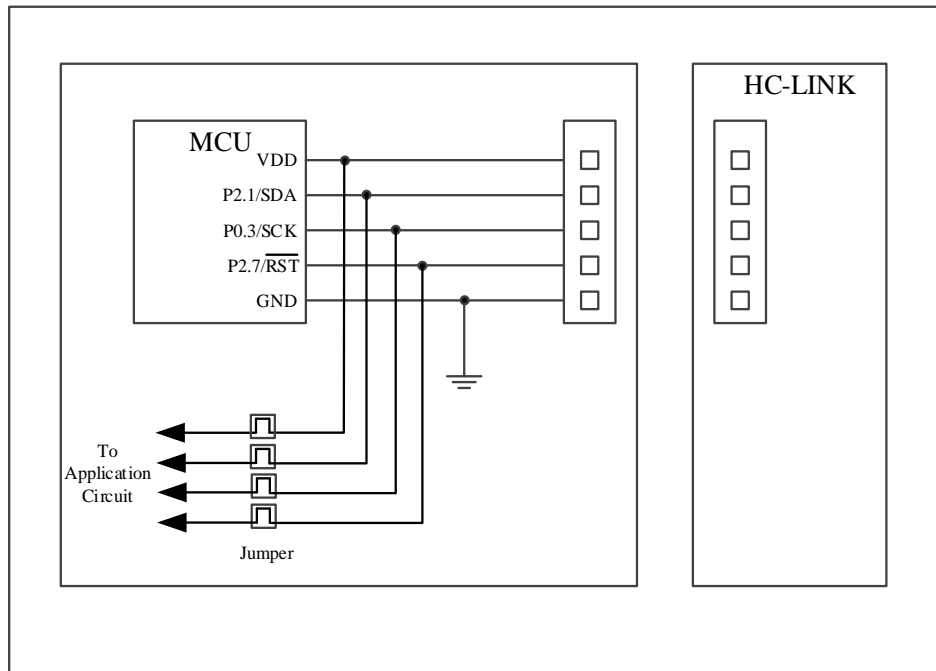 HC-LINK
MCU
VDD
P2.1/SDA
P0.3/SCK
P2.7/RST
GND
To
Application
Circuit
Jumper